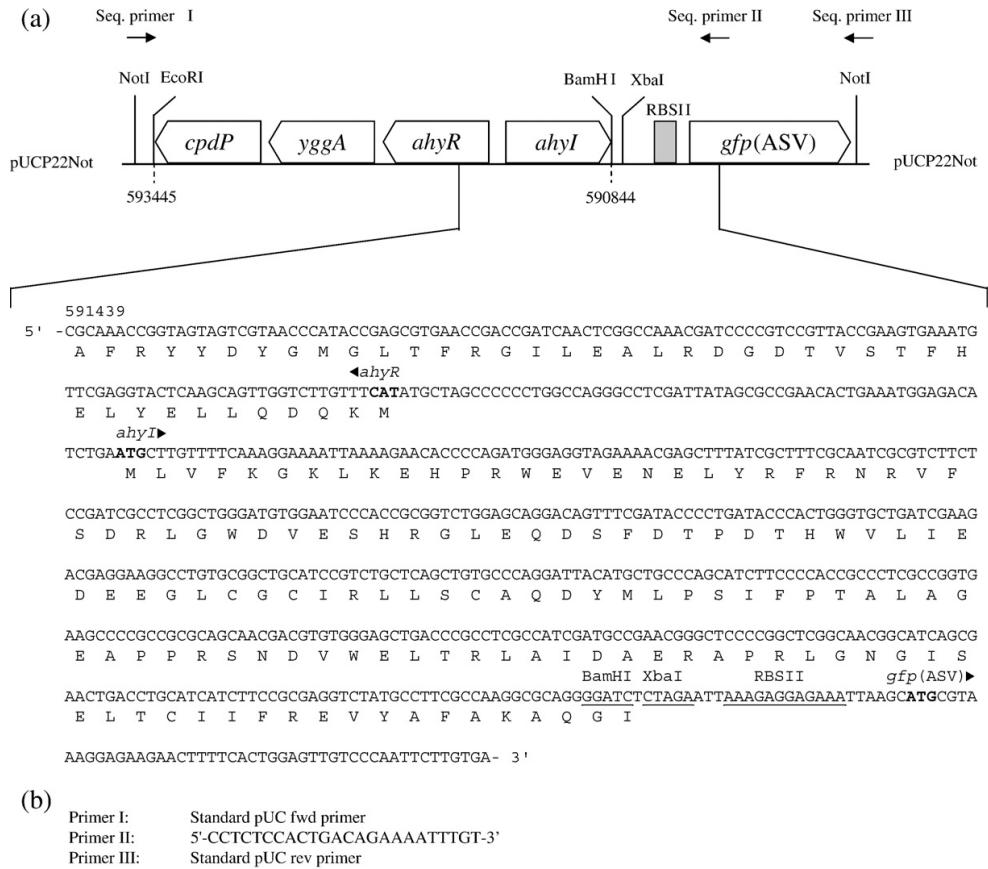 (a)
Seq. primer I
Seq. primer II
Seq. primer III
NotI
EcoRI
BamH I
XbaI
RBSII
NotI
pUCP22Not
cpdP
yggA
ahyR
ahyI
gfp(ASV)
pUCP22Not
593445
590844
591439
5' -CGCAAACCGGTAGTAGTCGTAACCCATACCGAGCGTGAACCGACCGATCAACTCGGCCAAACGATCCCCGTCCGTTACCGAAGTGAAATG
A F R Y Y D Y G M G L T F R G I L E A L R D G D T V S T F H
◄ahyR
TTCGAGGTACTCAAGCAGTTGGTCTTGTTTCATATGCTAGCCCCCCTGGCCAGGGCCTCGATTATAGCGCCGAACACTGAAATGGAGACA
E L Y E L L Q D Q K M
ahyI►
TCTGAATGCTTGTTTTCAAAGGAAAATTAAAAGAACACCCCAGATGGGAGGTAGAAAACGAGCTTTATCGCTTTCGCAATCGCGTCTTCT
M L V F K G K L K E H P R W E V E N E L Y R F R N R V F
CCGATCGCCTCGGCTGGGATGTGGAATCCCACCGCGGTCTGGAGCAGGACAGTTTCGATACCCCTGATACCCACTGGGTGCTGATCGAAG
S D R L G W D V E S H R G L E Q D S F D T P D T H W V L I E
ACGAGGAAGGCCTGTGCGGCTGCATCCGTCTGCTCAGCTGTGCCCAGGATTACATGCTGCCCAGCATCTTCCCCACCGCCCTCGCCGGTG
D E E G L C G C I R L L S C A Q D Y M L P S I F P T A L A G
AAGCCCCGCCGCGCAGCAACGACGTGTGGGAGCTGACCCGCCTCGCCATCGATGCCGAACGGGCTCCCCGGCTCGGCAACGGCATCAGCG
E A P P R S N D V W E L T R L A I D A E R A P R L G N G I S
BamHI XbaI RBSII gfp(ASV)►
AACTGACCTGCATCATCTTCCGCGAGGTCTATGCCTTCGCCAAGGCGCAGGGGATCTCTAGAATTAAAGAGGAGAAATTAAGCATGCGTA
E L T C I I F R E V Y A F A K A Q G I
AAGGAGAAGAACTTTTCACTGGAGTTGTCCCAATTCTTGTGA- 3'
(b)
Primer I: Standard pUC fwd primer
Primer II: 5'-CCTCTCCACTGACAGAAAATTTGT-3’
Primer III: Standard pUC rev primer